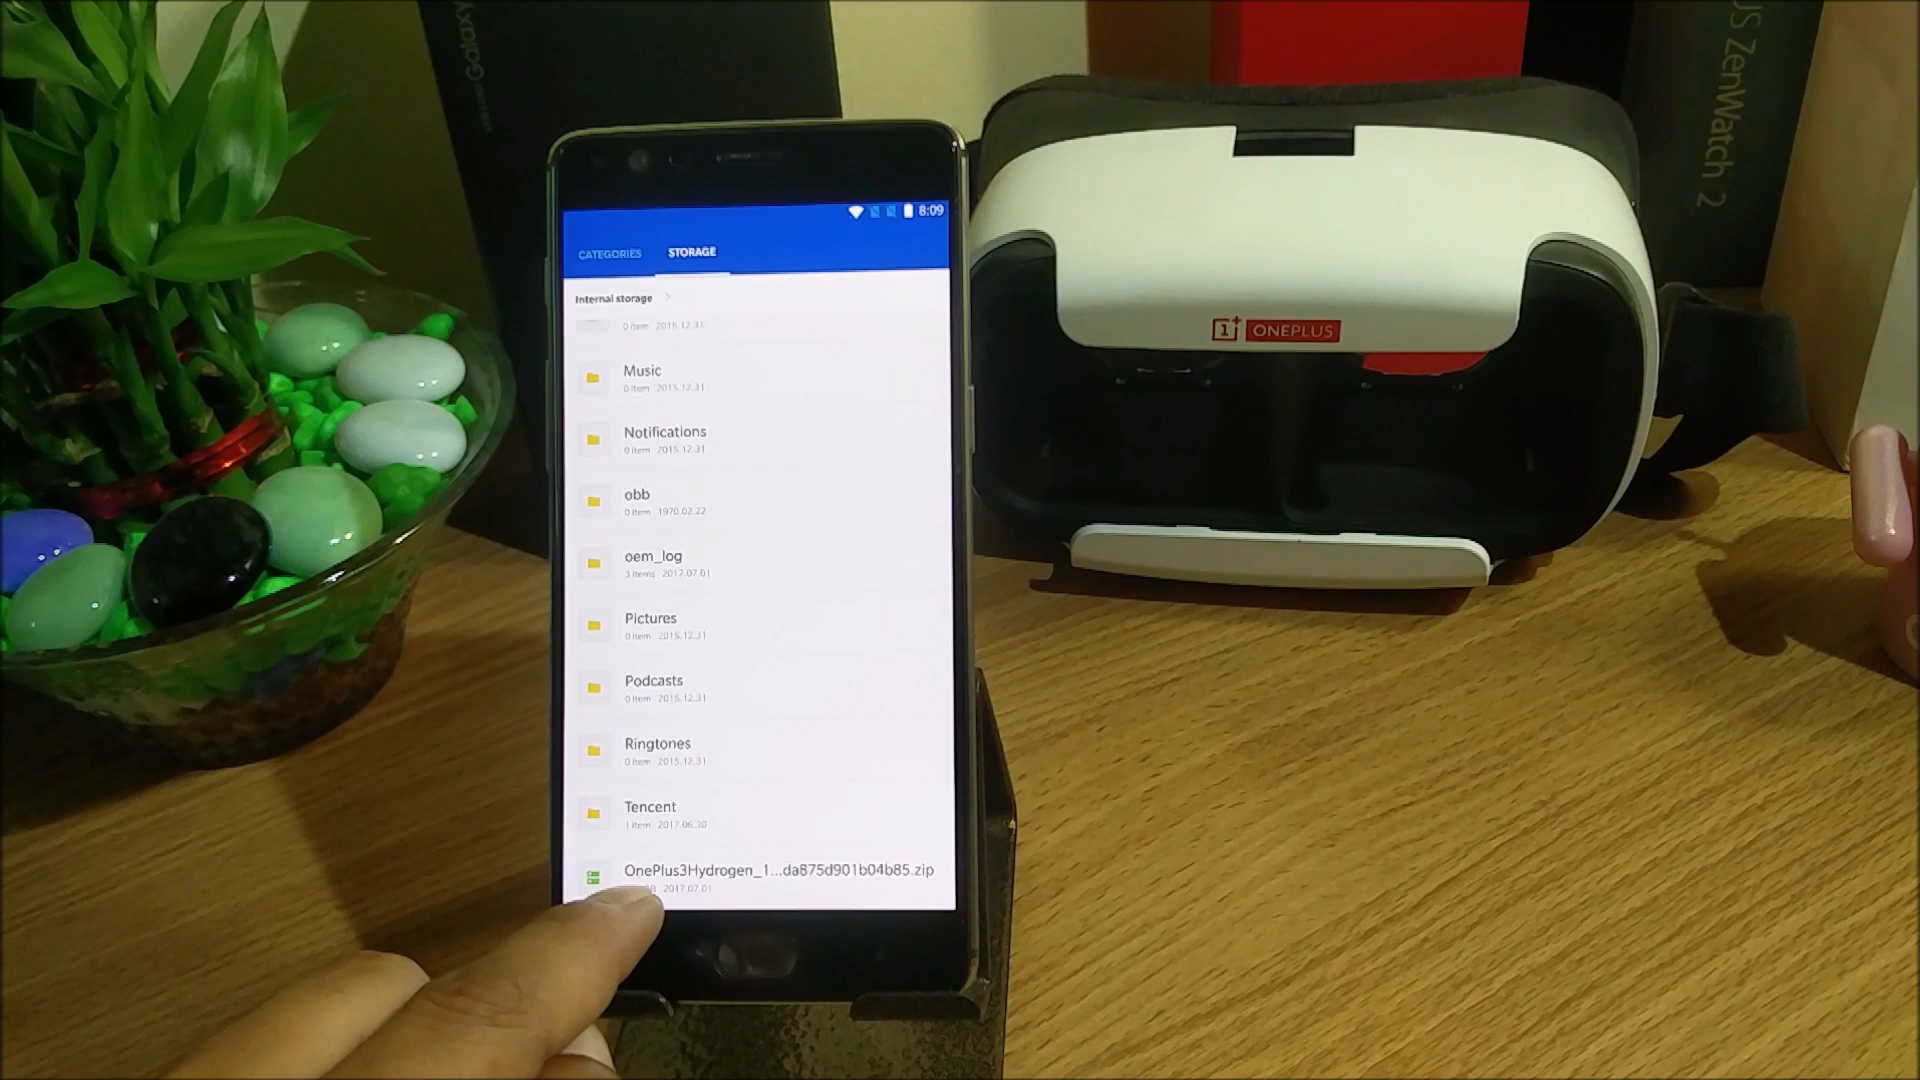 Galaxy
US ZenWatch 2
8:09
CATEGORIES STORAGE
Internal storage
0 item 2015.12.31
Music
0 item 2015.12.31
Notifications
0 item 2015.12.31
obb
0 item 1970.02.22
oem_log
3 items 2017.07.01
Pictures
0 item 2015.12.31
Podcasts
0 item 2015.12.31
Ringtones
0 item 2015.12.31
Tencent
1 item 2017.06.30
OnePlus3Hydrogen_1...da875d901b04b85.zip
2017.07.01
1+ ONEPLUS